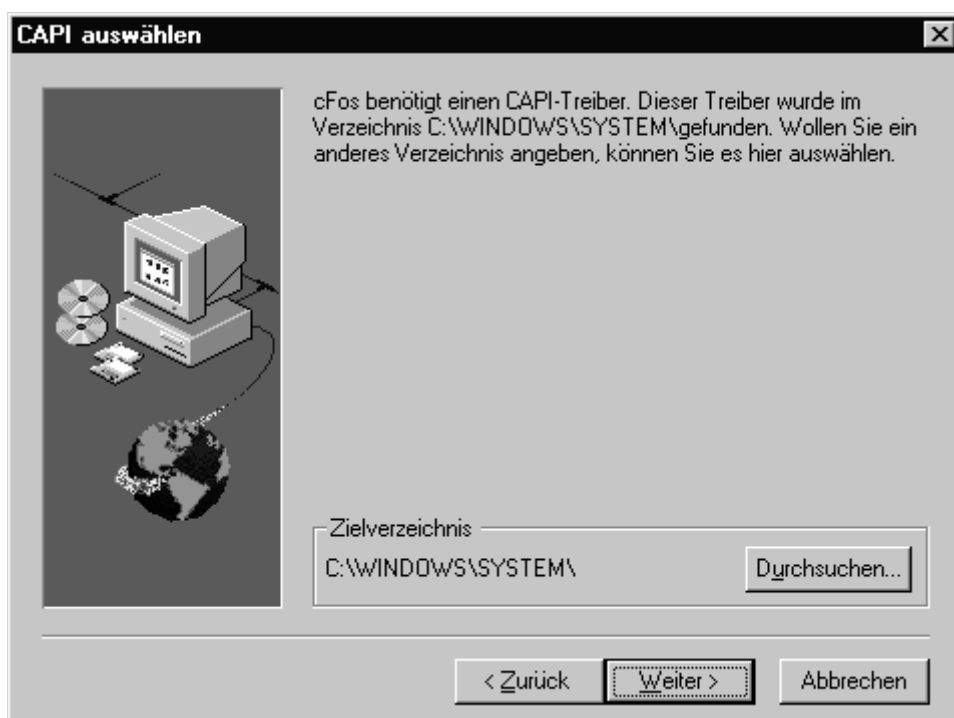 CAPI auswählen
cFos benötigt einen CAPI-Treiber. Dieser Treiber wurde im
Verzeichnis C:\WINDOWS\SYSTEM\gefunden. Wollen Sie ein
anderes Verzeichnis angeben, können Sie es hier auswählen.
Zielverzeichnis
C:\WINDOWS\SYSTEM\ Durchsuchen...
< Zurück Weiter > Abbrechen